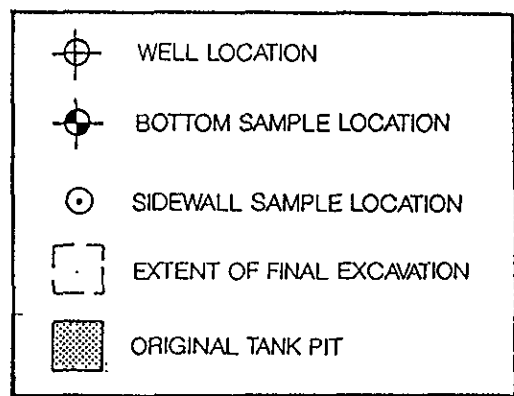 WELL LOCATION
BOTTOM SAMPLE LOCATION
SIDEWALL SAMPLE LOCATION
EXTENT OF FINAL EXCAVATION
ORIGINAL TANK PIT